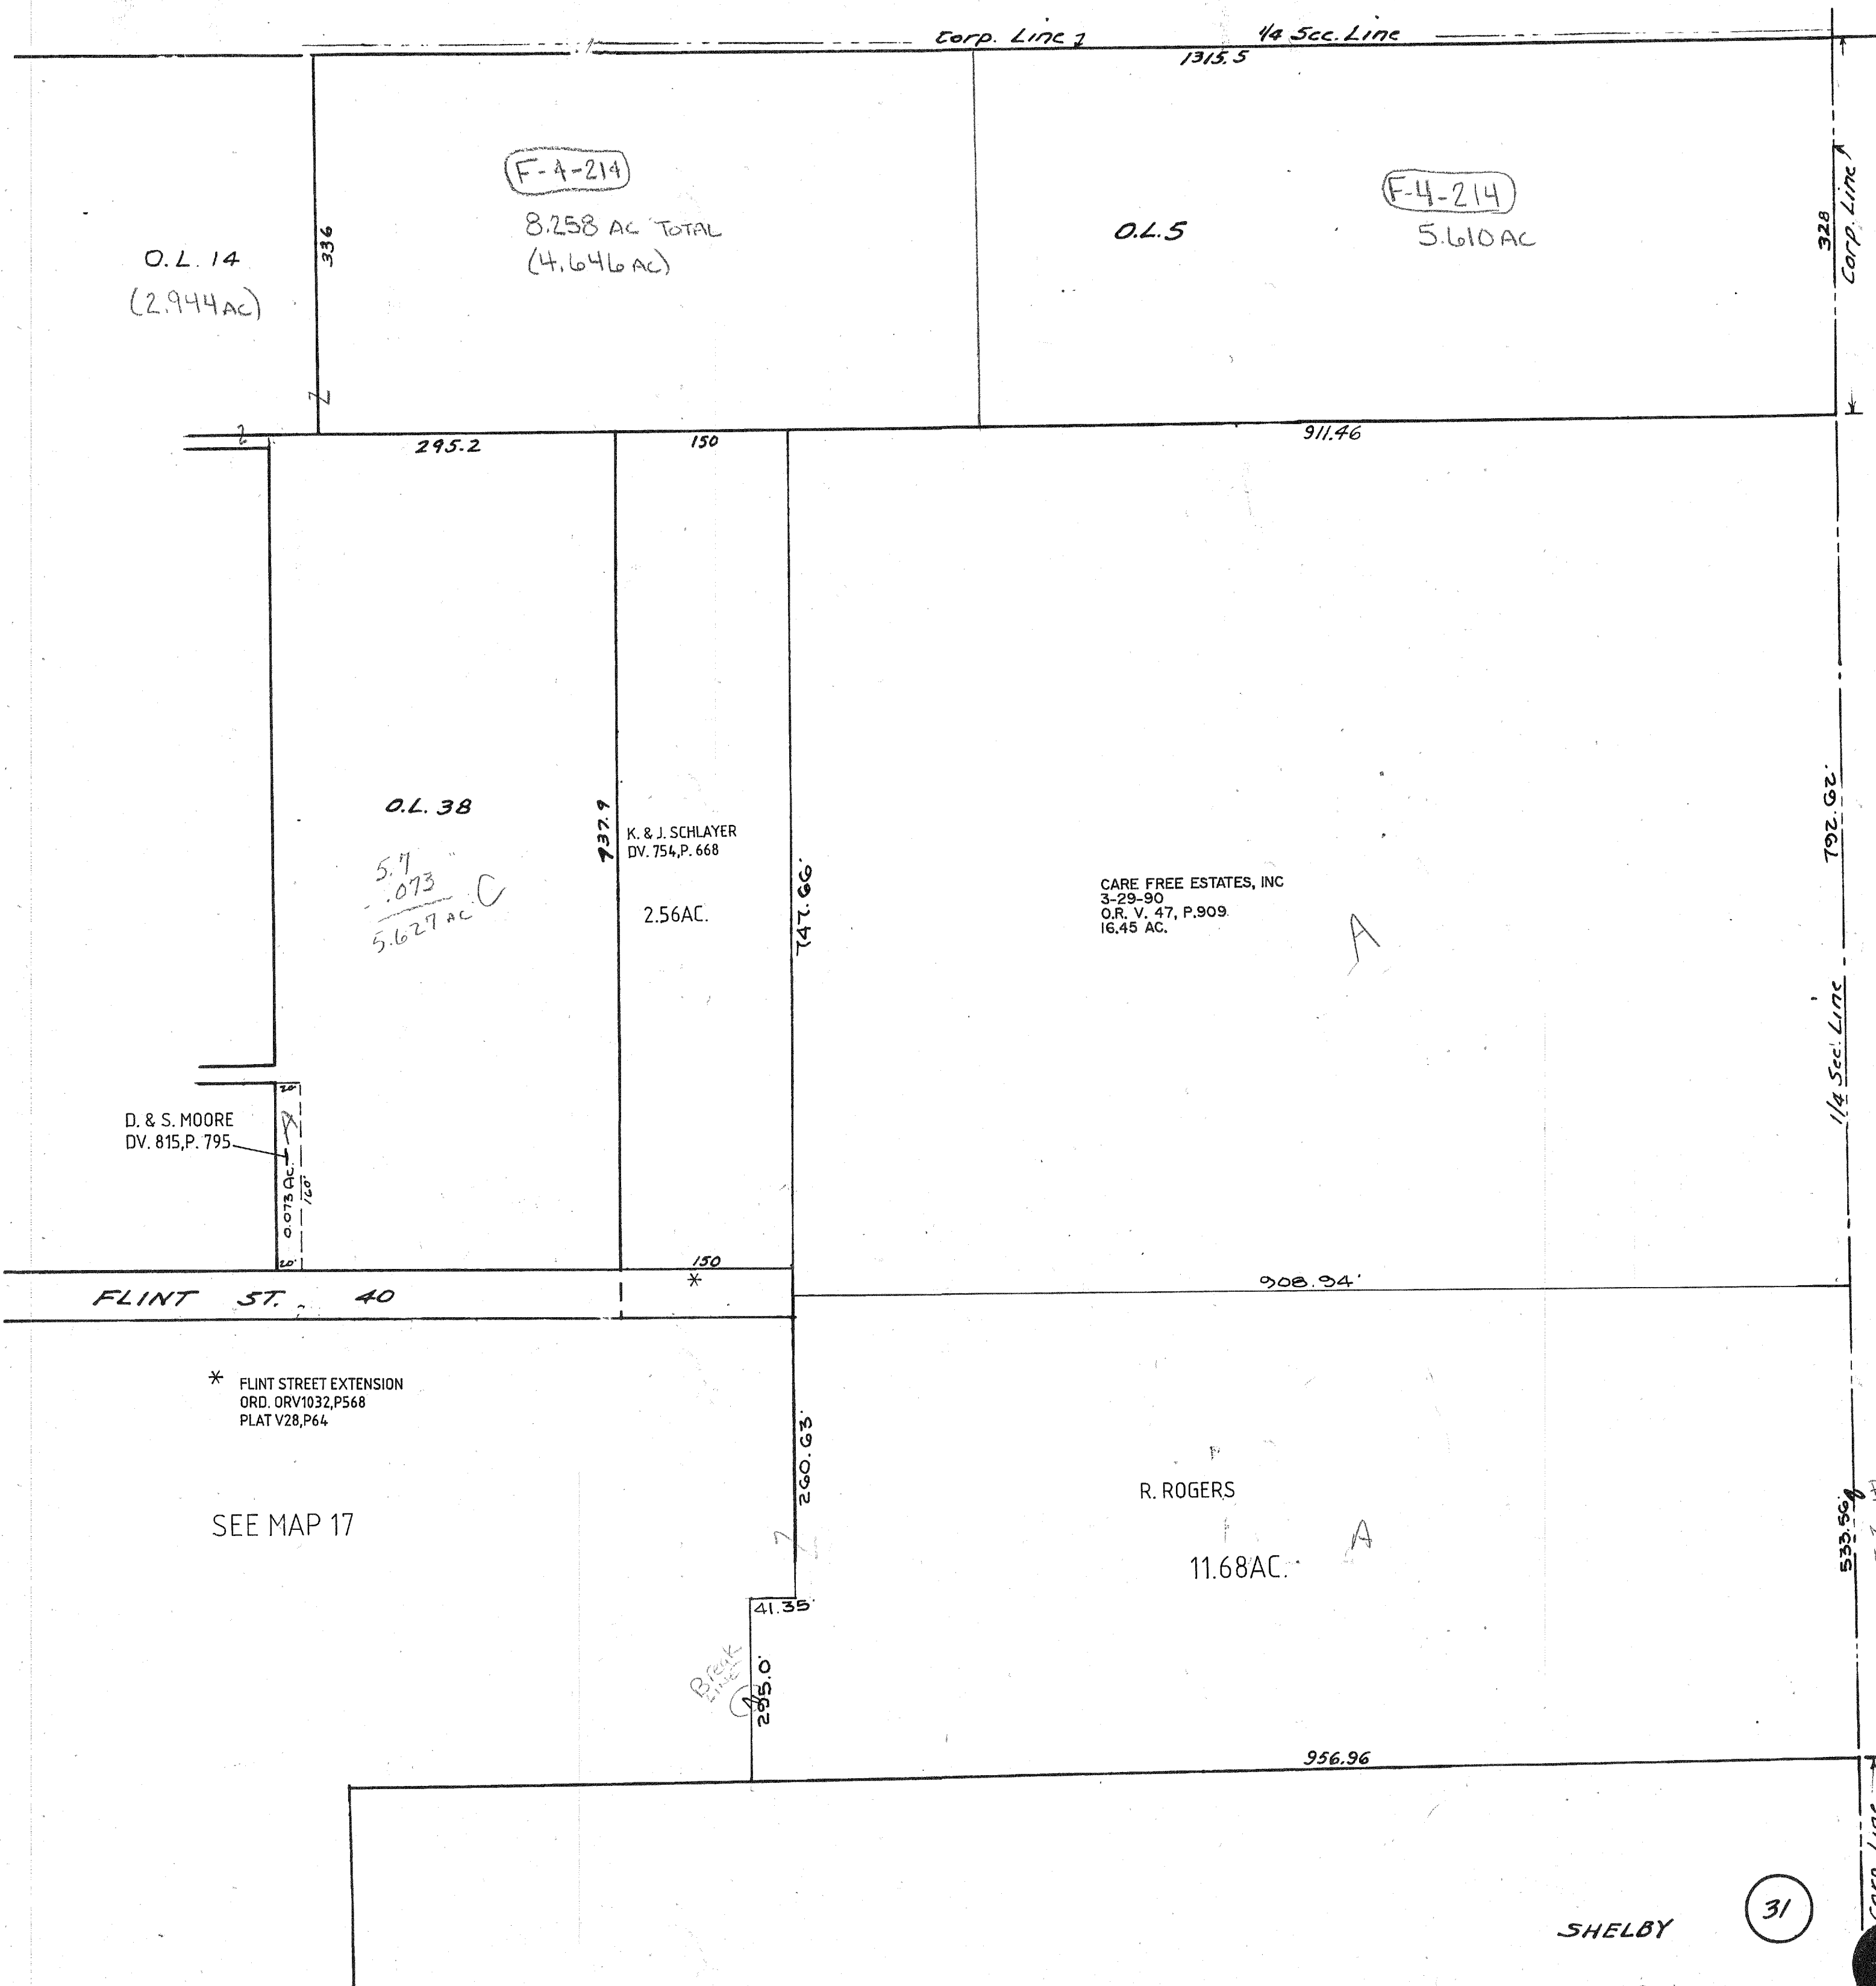 Corp. Line
1/4 Sec. Line
1315.5
F-4-214
8.258 AC TOTAL
(4.646 AC)
O.L. 5
F-4-214
5.610 AC
O.L. 14
(2.944 AC)
336
328
Corp. Line
295.2
150
911.46
O.L. 38
5.7
- .073
5.627 AC
C
737.9
K. & J. SCHLAYER
DV. 754,P. 668
2.56AC.
747.66'
CARE FREE ESTATES, INC
3-29-90
O.R. V. 47, P.909.
16.45 AC.
A
792.62'
1/4 Sec. Line
D. & S. MOORE
DV. 815,P. 795
20'
0.073 Ac.
160'
20'
150
*
908.94'
FLINT ST. 40
* FLINT STREET EXTENSION
ORD. ORV1032,P568
PLAT V28,P64
SEE MAP 17
260.63'
R. ROGERS
11.68AC.
A
533.56'
41.35'
Break
Line
295.0'
956.96
Corp. Line
SHELBY
31